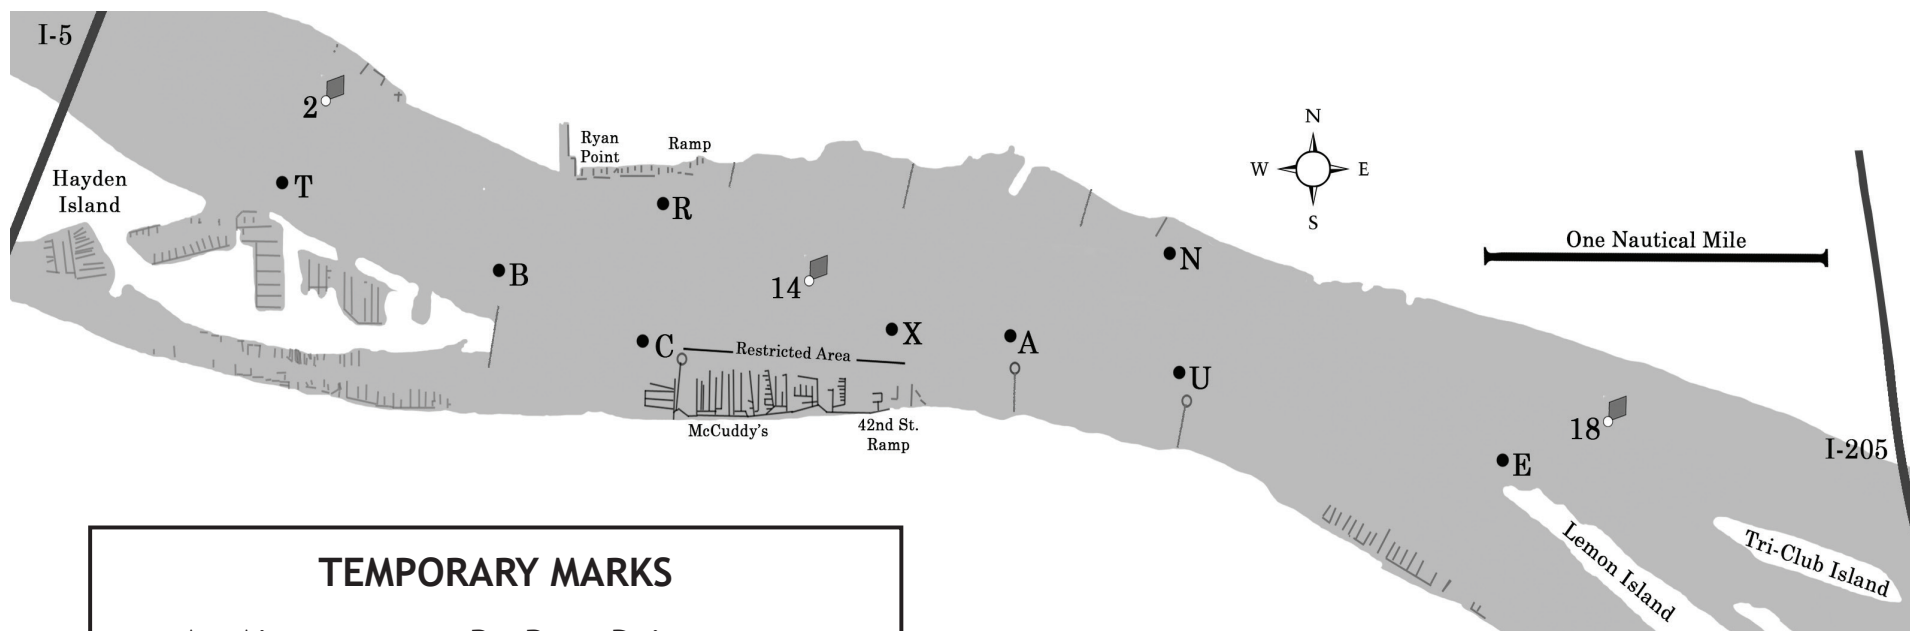 I-5
2
Hayden
Island
T
Ryan
Point
Ramp
R
B
14
C
Restricted Area
X
A
McCuddy's
42nd St.
Ramp
N
U
N
W
E
S
One Nautical Mile
18
E
I-205
Lemon Island
Tri-Club Island
TEMPORARY MARKS